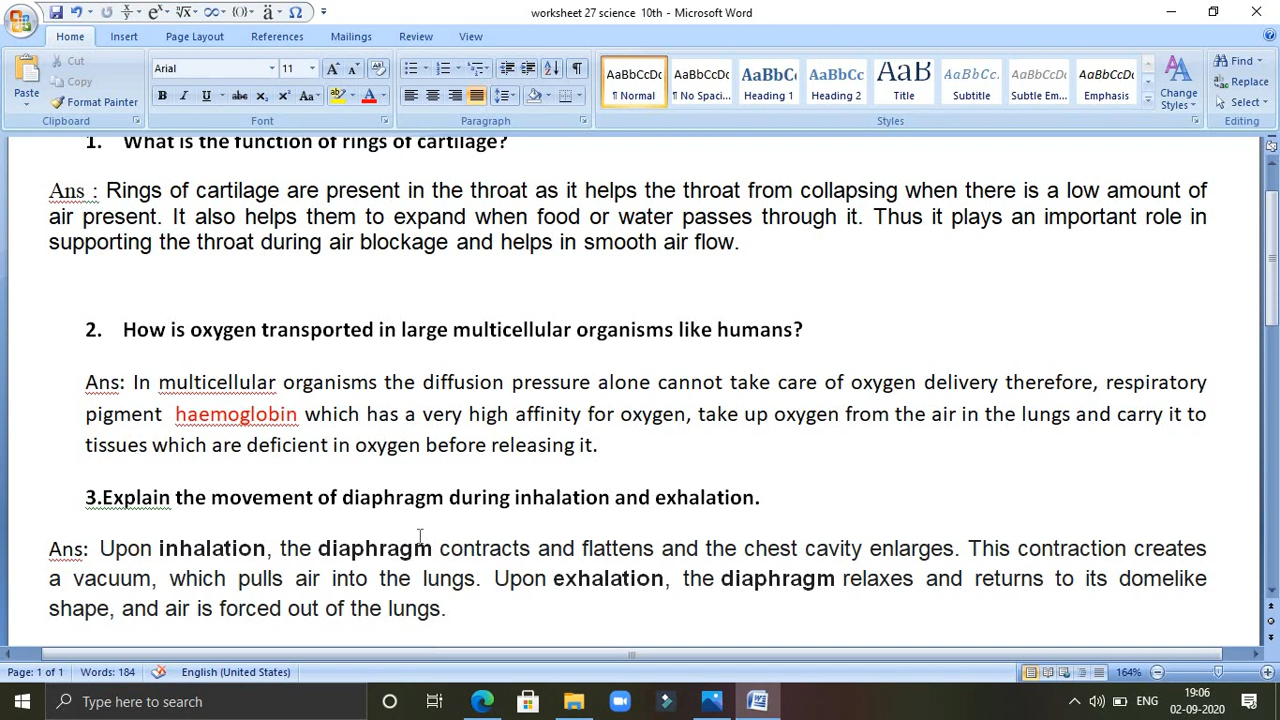 worksheet 27 science 10th - Microsoft Word
Home Insert Page Layout References Mailings Review View
Cut
Copy
Format Painter
Paste
Arial 11
AaBbCcDc AaBbCcDc AaBbCc AaBbCc AaB AaBbCc. AaBbCcDc AaBbCcDc
¶ Normal ¶ No Spaci... Heading 1 Heading 2 Title Subtitle Subtle Em... Emphasis
Change Styles
Find
Replace
Select
Clipboard Font Paragraph Styles Editing
1. What is the function of rings of cartilage?
Ans : Rings of cartilage are present in the throat as it helps the throat from collapsing when there is a low amount of
air present. It also helps them to expand when food or water passes through it. Thus it plays an important role in
supporting the throat during air blockage and helps in smooth air flow.
2. How is oxygen transported in large multicellular organisms like humans?
Ans: In multicellular organisms the diffusion pressure alone cannot take care of oxygen delivery therefore, respiratory
pigment haemoglobin which has a very high affinity for oxygen, take up oxygen from the air in the lungs and carry it to
tissues which are deficient in oxygen before releasing it.
3.Explain the movement of diaphragm during inhalation and exhalation.
Ans: Upon inhalation, the diaphragm contracts and flattens and the chest cavity enlarges. This contraction creates
a vacuum, which pulls air into the lungs. Upon exhalation, the diaphragm relaxes and returns to its domelike
shape, and air is forced out of the lungs.
Page: 1 of 1 Words: 184 English (United States) 164%
Type here to search
ENG
19:06
02-09-2020